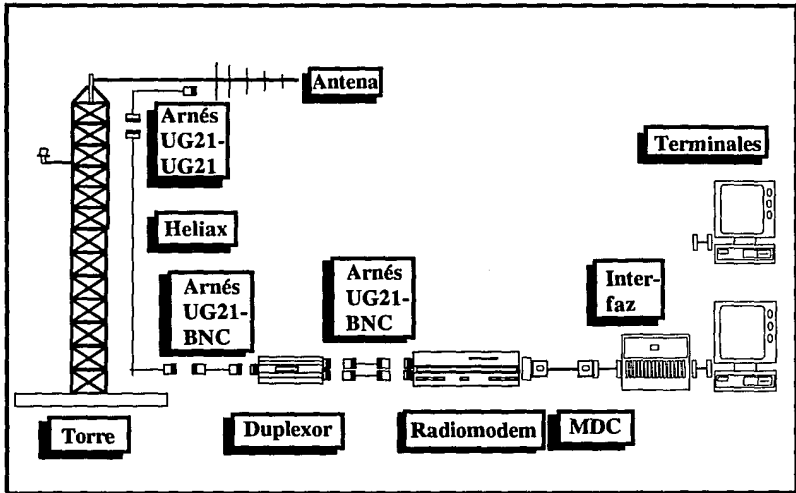 Antena
Arnés
UG21-
UG21
Terminales
Heliax
Arnés
UG21-
BNC
Arnés
UG21-
BNC
Inter-
faz
Torre
Duplexor
Radiomodem
MDC